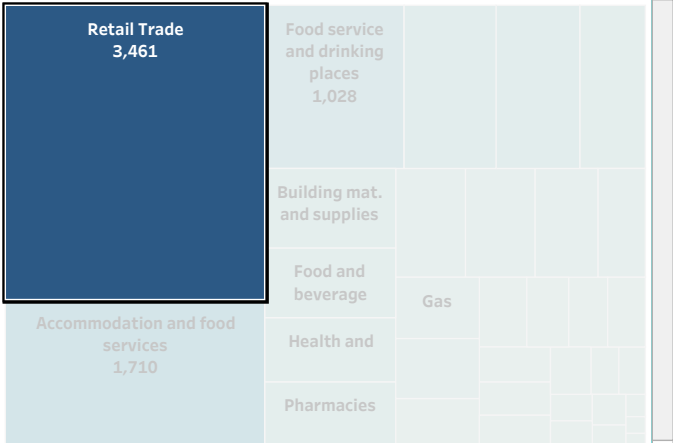 Retail Trade
3,461
Food service
and drinking
places
1,028
Building mat.
and supplies
Food and
beverage
Gas
Accommodation and food
services
1,710
Health and
Pharmacies